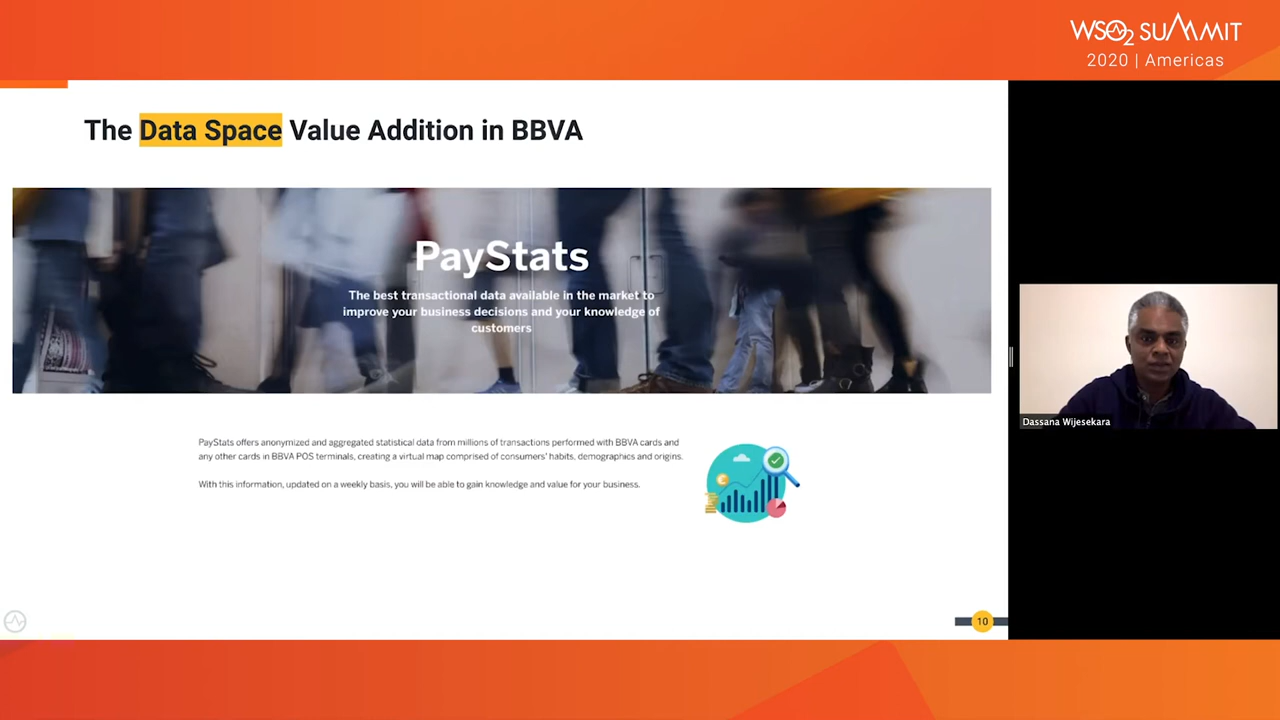 WSO2 SUMMIT
2020 | Americas
The Data Space Value Addition in BBVA
PayStats
The best transactional data available in the market to
improve your business decisions and your knowledge of
customers
PayStats offers anonymized and aggregated statistical data from millions of transactions performed with BBVA cards and
any other cards in BBVA POS terminals, creating a virtual map comprised of consumers' habits, demographics and origins.
With this information, updated on a weekly basis, you will be able to gain knowledge and value for your business.
Dassana Wijesekara
10